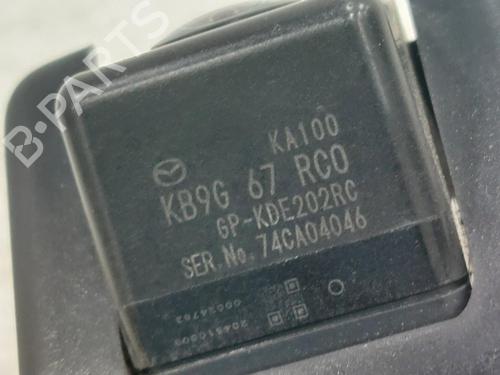 B-PARTS
KA100
KB9G 67 RC0
GP-KDE202RC
SER.No.74CA04046